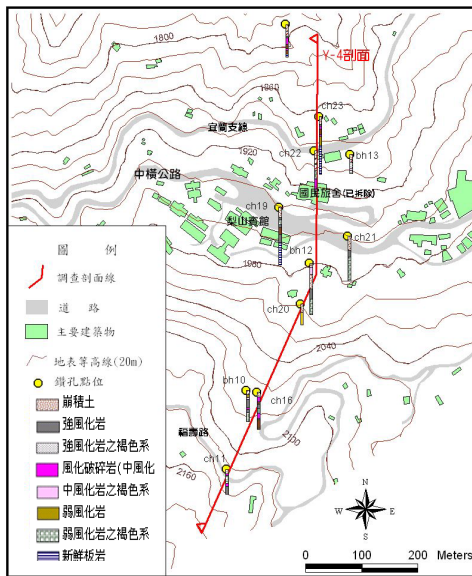 1800
Y-4剖面
1860
ch23
宜蘭支線
ch22
bh13
1920
中橫公路
國民旅舍(已拆除)
ch19
梨山賓館
ch21
bh12
1980
ch20
2040
bh10
ch16
福壽路
2100
ch11
2160
圖 例
調查剖面線
道 路
主要建築物
地表等高線(20m)
鑽孔點位
崩積土
強風化岩
強風化岩之褐色系
風化破碎岩(中風化
中風化岩之褐色系
弱風化岩
弱風化岩之褐色系
新鮮板岩
N
W E
S
0 100 200 Meters